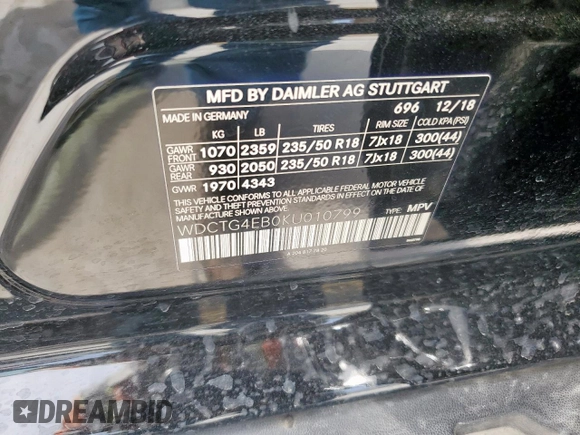 MFD BY DAIMLER AG STUTTGART
MADE IN GERMANY 696 12/18
KG LB TIRES RIM SIZE COLD KPA (PSI)
GAWR FRONT 1070 2359 235/50 R18 7Jx18 300(44)
GAWR REAR 930 2050 235/50 R18 7Jx18 300(44)
GVWR 1970 4343
THIS VEHICLE CONFORMS TO ALL APPLICABLE FEDERAL MOTOR VEHICLE
SAFETY AND THEFT PREVENTION STANDARDS IN EFFECT ON THE DATE OF
MANUFACTURE SHOWN ABOVE.
WDCTG4EB0KU010799 TYPE: MPV
DREAMBID